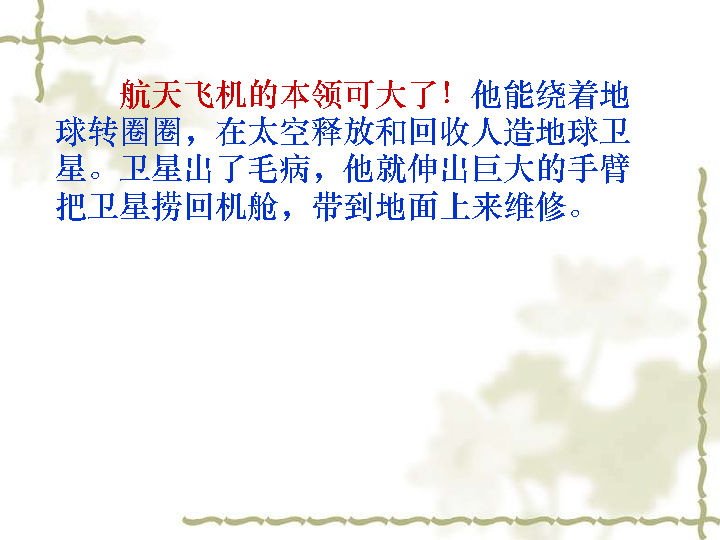 航天飞机的本领可大了！他能绕着地
球转圈圈，在太空释放和回收人造地球卫
星。卫星出了毛病，他就伸出巨大的手臂
把卫星捞回机舱，带到地面上来维修。